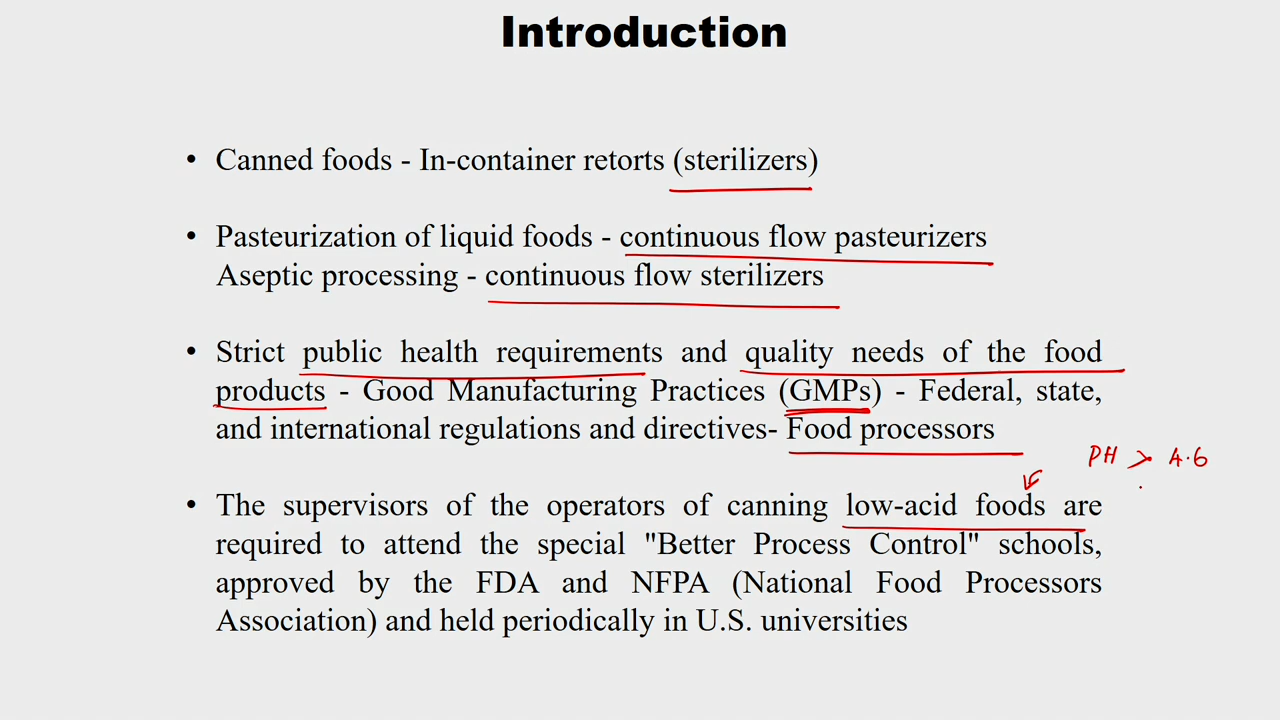 Introduction
• Canned foods - In-container retorts (sterilizers)
• Pasteurization of liquid foods - continuous flow pasteurizers
Aseptic processing - continuous flow sterilizers
• Strict public health requirements and quality needs of the food
products - Good Manufacturing Practices (GMPs) - Federal, state,
and international regulations and directives- Food processors
PH > 4.6
• The supervisors of the operators of canning low-acid foods are
required to attend the special "Better Process Control" schools,
approved by the FDA and NFPA (National Food Processors
Association) and held periodically in U.S. universities